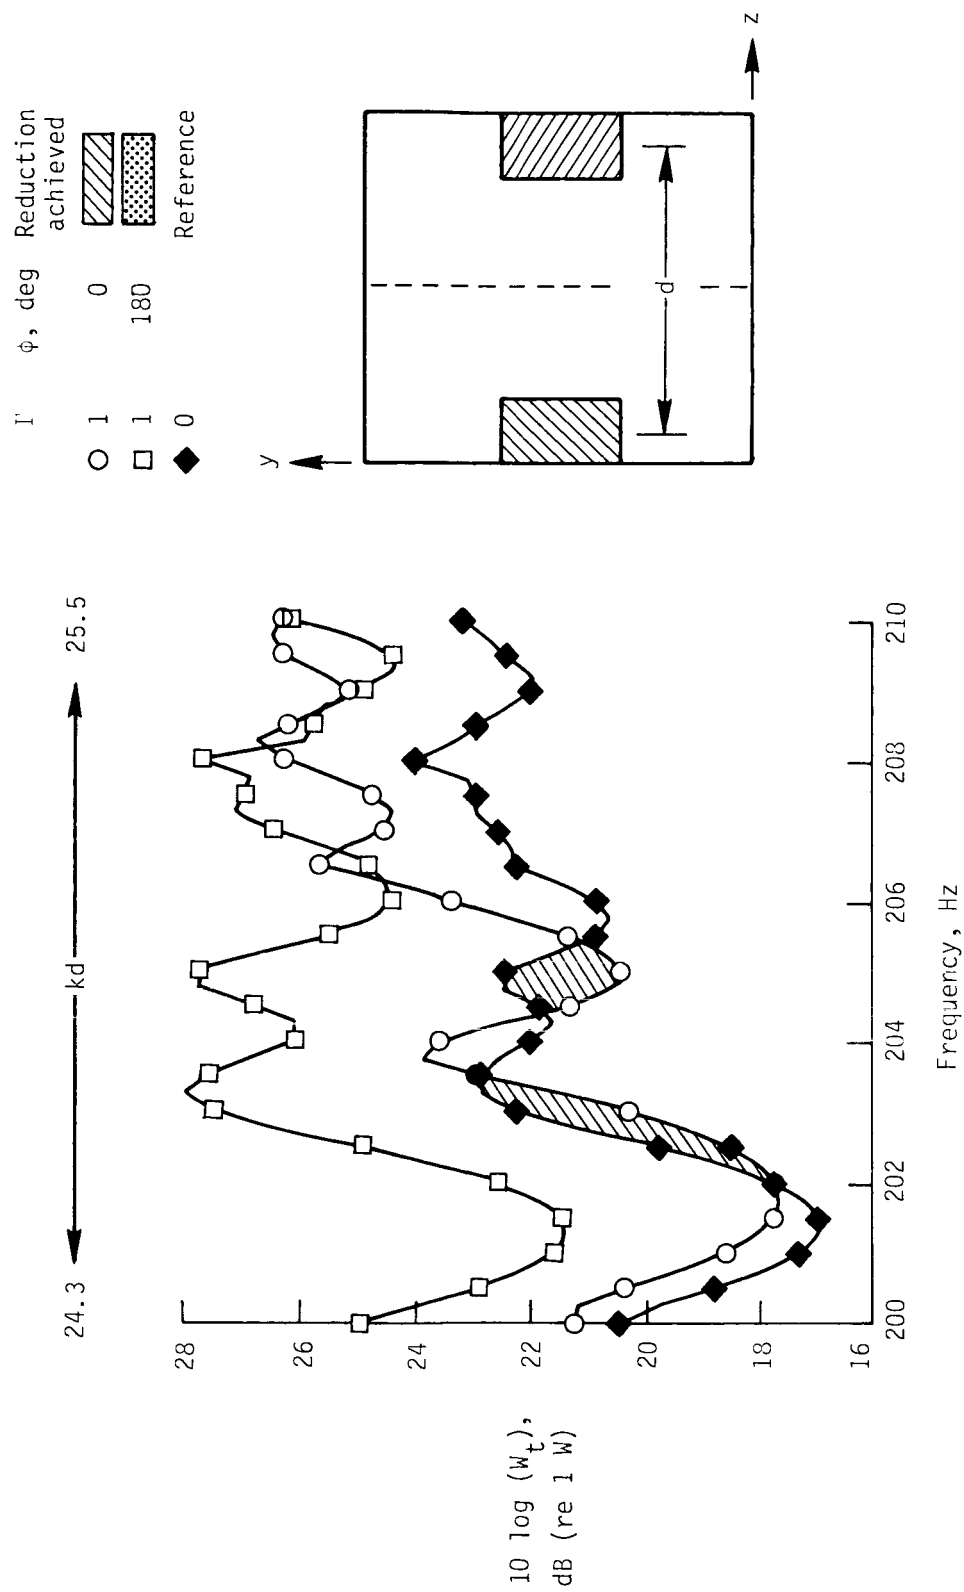 Γ φ, deg Reduction achieved
1 0
1 180
0 Reference
y
z
d
24.3 kd 25.5
28
26
24
22
20
18
16
10 log (Wt),
dB (re 1 W)
200 202 204 206 208 210
Frequency, Hz